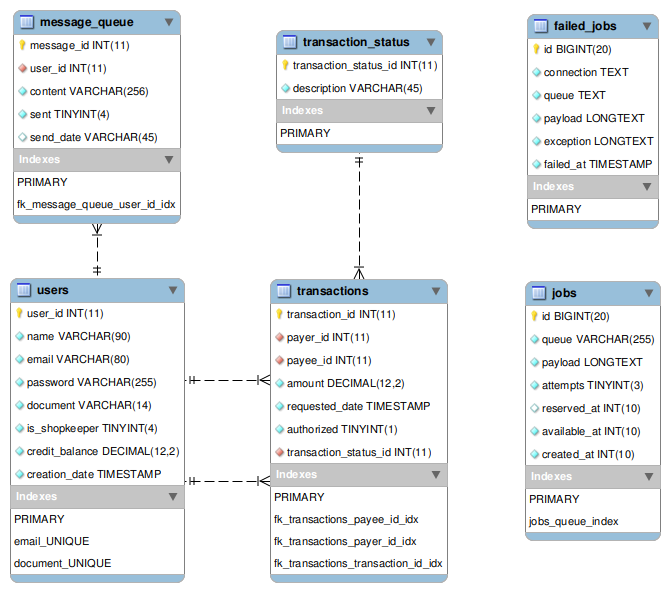 message_queue
message_id INT(11)
user_id INT(11)
content VARCHAR(256)
sent TINYINT(4)
send_date VARCHAR(45)
Indexes
PRIMARY
fk_message_queue_user_id_idx
transaction_status
transaction_status_id INT(11)
description VARCHAR(45)
Indexes
PRIMARY
failed_jobs
id BIGINT(20)
connection TEXT
queue TEXT
payload LONGTEXT
exception LONGTEXT
failed_at TIMESTAMP
Indexes
PRIMARY
users
user_id INT(11)
name VARCHAR(90)
email VARCHAR(80)
password VARCHAR(255)
document VARCHAR(14)
is_shopkeeper TINYINT(4)
credit_balance DECIMAL(12,2)
creation_date TIMESTAMP
Indexes
PRIMARY
email_UNIQUE
document_UNIQUE
transactions
transaction_id INT(11)
payer_id INT(11)
payee_id INT(11)
amount DECIMAL(12,2)
requested_date TIMESTAMP
authorized TINYINT(1)
transaction_status_id INT(11)
Indexes
PRIMARY
fk_transactions_payee_id_idx
fk_transactions_payer_id_idx
fk_transactions_transaction_id_idx
jobs
id BIGINT(20)
queue VARCHAR(255)
payload LONGTEXT
attempts TINYINT(3)
reserved_at INT(10)
available_at INT(10)
created_at INT(10)
Indexes
PRIMARY
jobs_queue_index